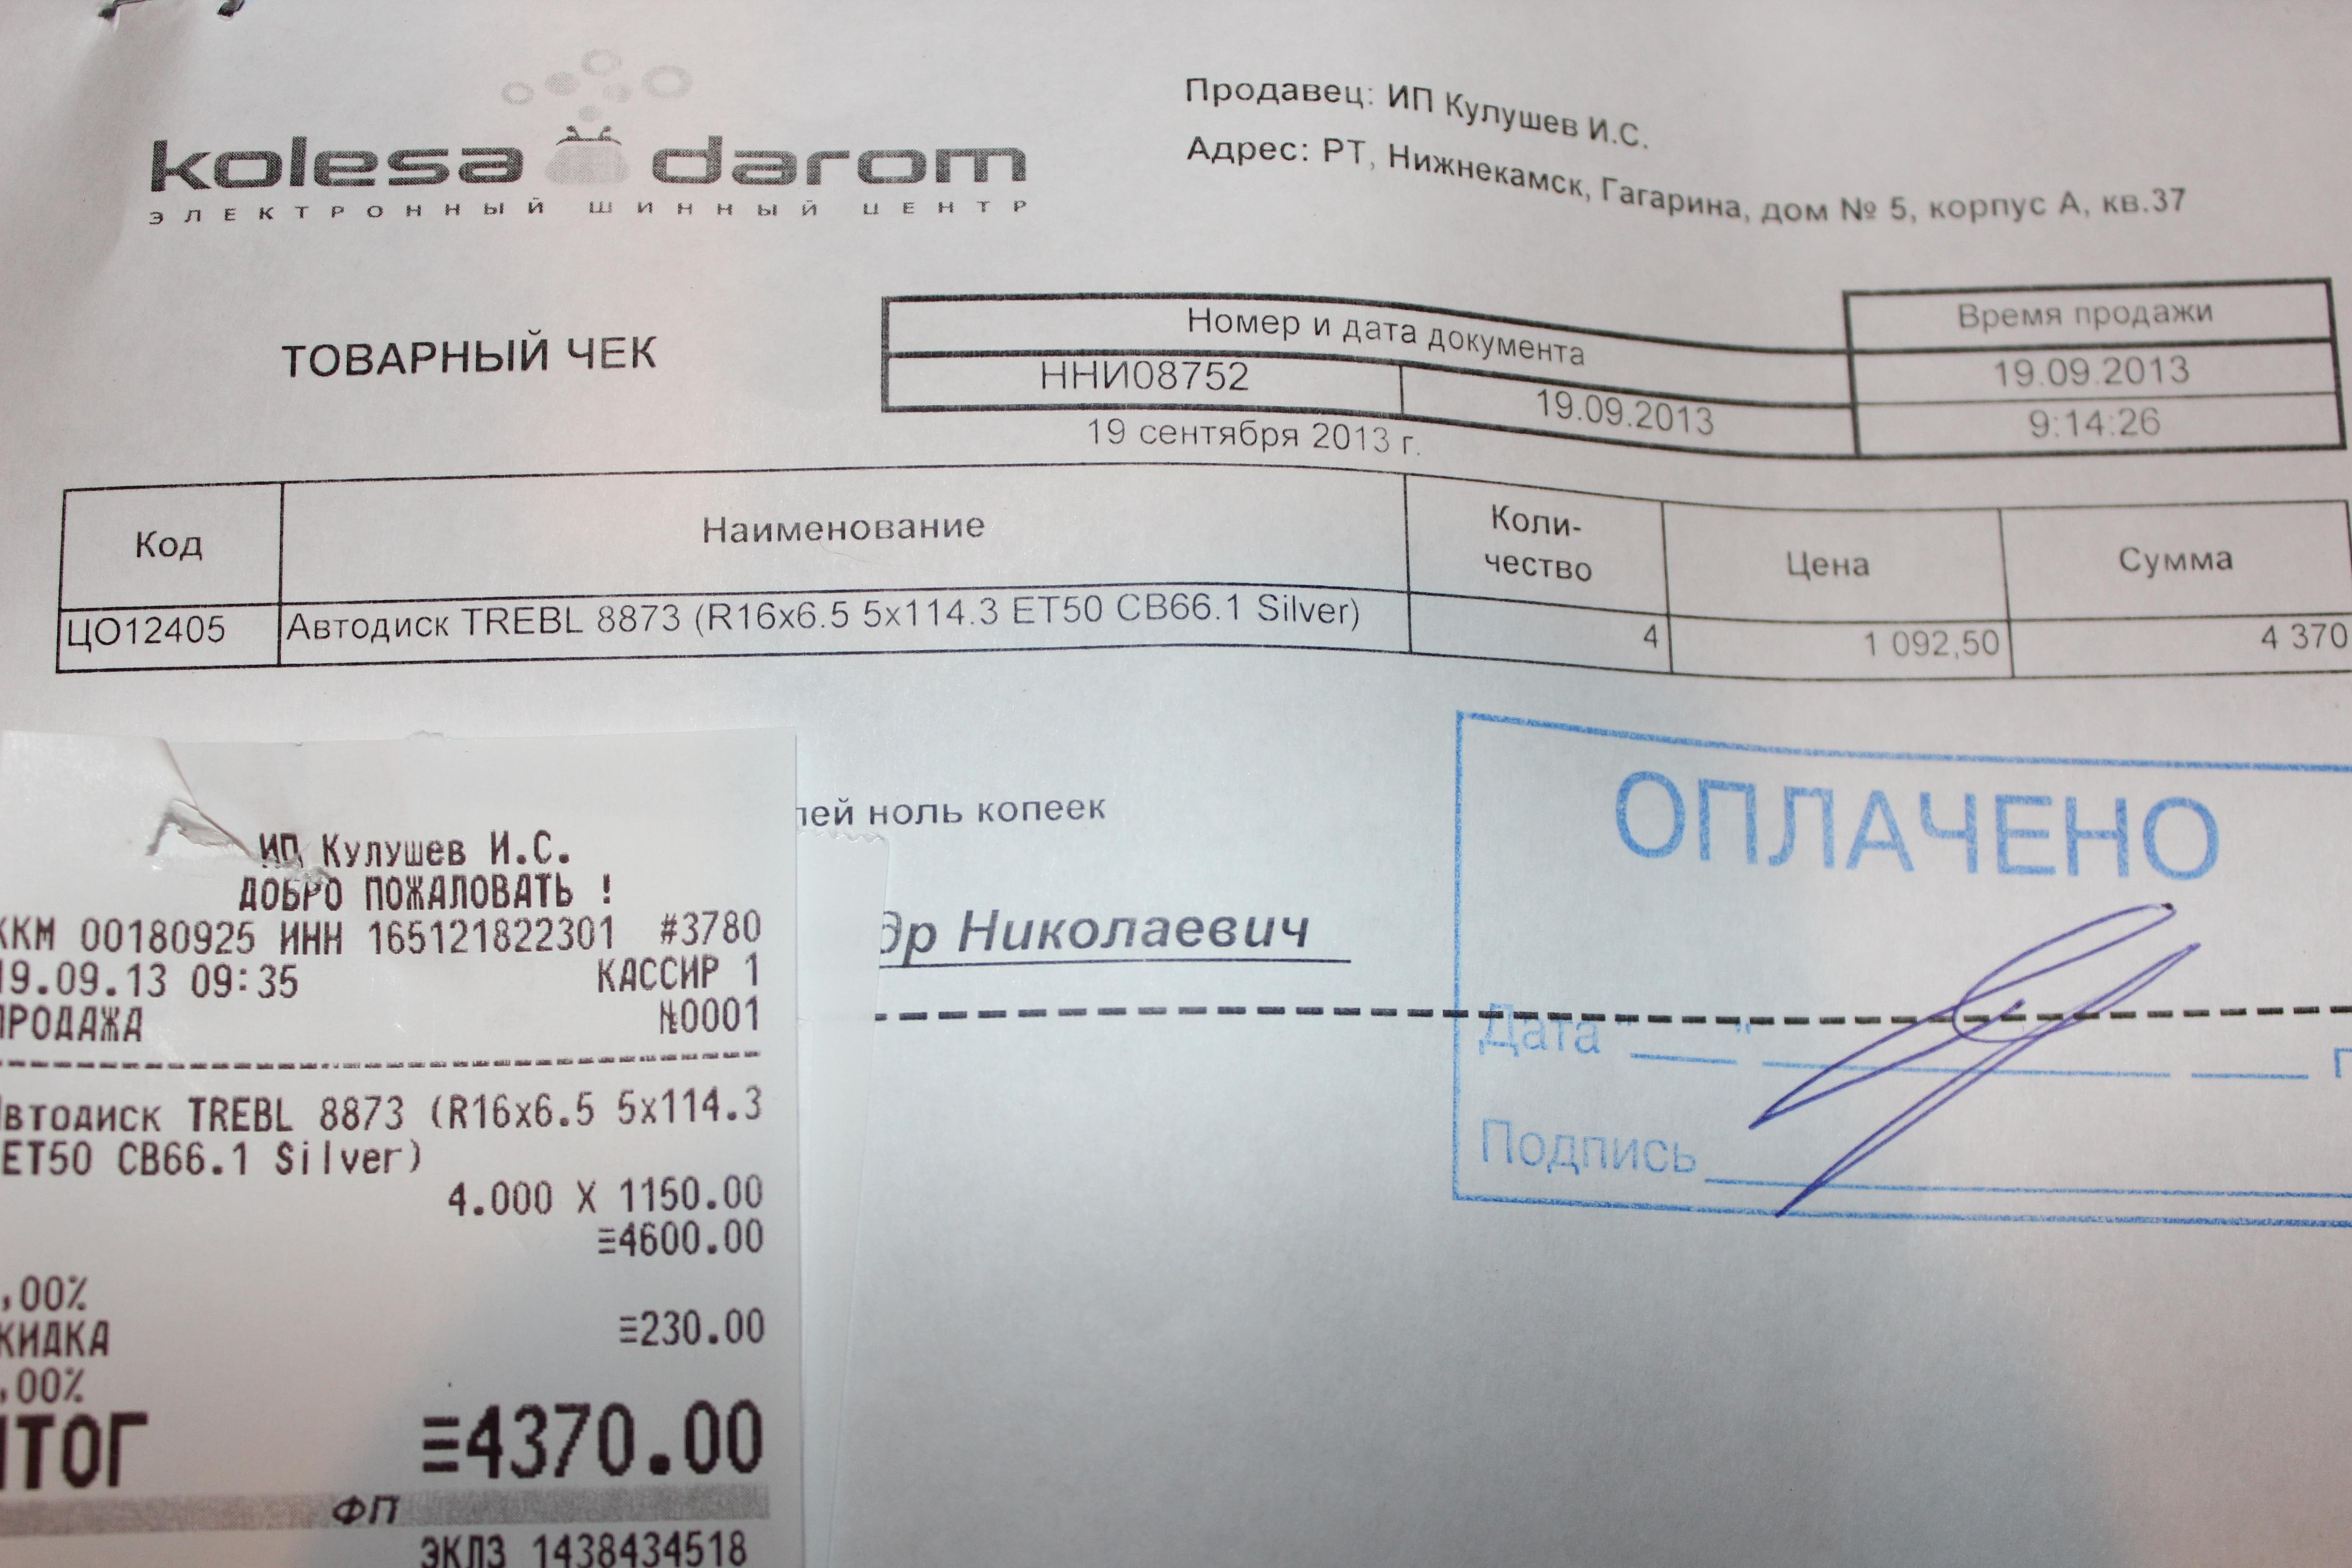 kolesa darom
ЭЛЕКТРОННЫЙ ШИННЫЙ ЦЕНТР
Продавец: ИП Кулушев И.С.
Адрес: РТ, Нижнекамск, Гагарина, дом № 5, корпус А, кв.37
ТОВАРНЫЙ ЧЕК
Номер и дата документа
ННИ08752 19.09.2013
Время продажи
19.09.2013
9:14:26
19 сентября 2013 г.
Код Наименование Коли-чество Цена Сумма
ЦО12405 Автодиск TREBL 8873 (R16x6.5 5x114.3 ET50 CB66.1 Silver) 4 1 092,50 4 370
лей ноль копеек
др Николаевич
ОПЛАЧЕНО
Дата "___" ___ ___ г
Подпись
ИП Кулушев И.С.
ДОБРО ПОЖАЛОВАТЬ !
ККМ 00180925 ИНН 165121822301 #3780
19.09.13 09:35 КАССИР 1
ПРОДАЖА №0001
Автодиск TREBL 8873 (R16x6.5 5x114.3
ET50 CB66.1 Silver)
4.000 X 1150.00
≡4600.00
,00%
КИДКА ≡230.00
,00%
ИТОГ ≡4370.00
ФП
ЭКЛЗ 1438434518